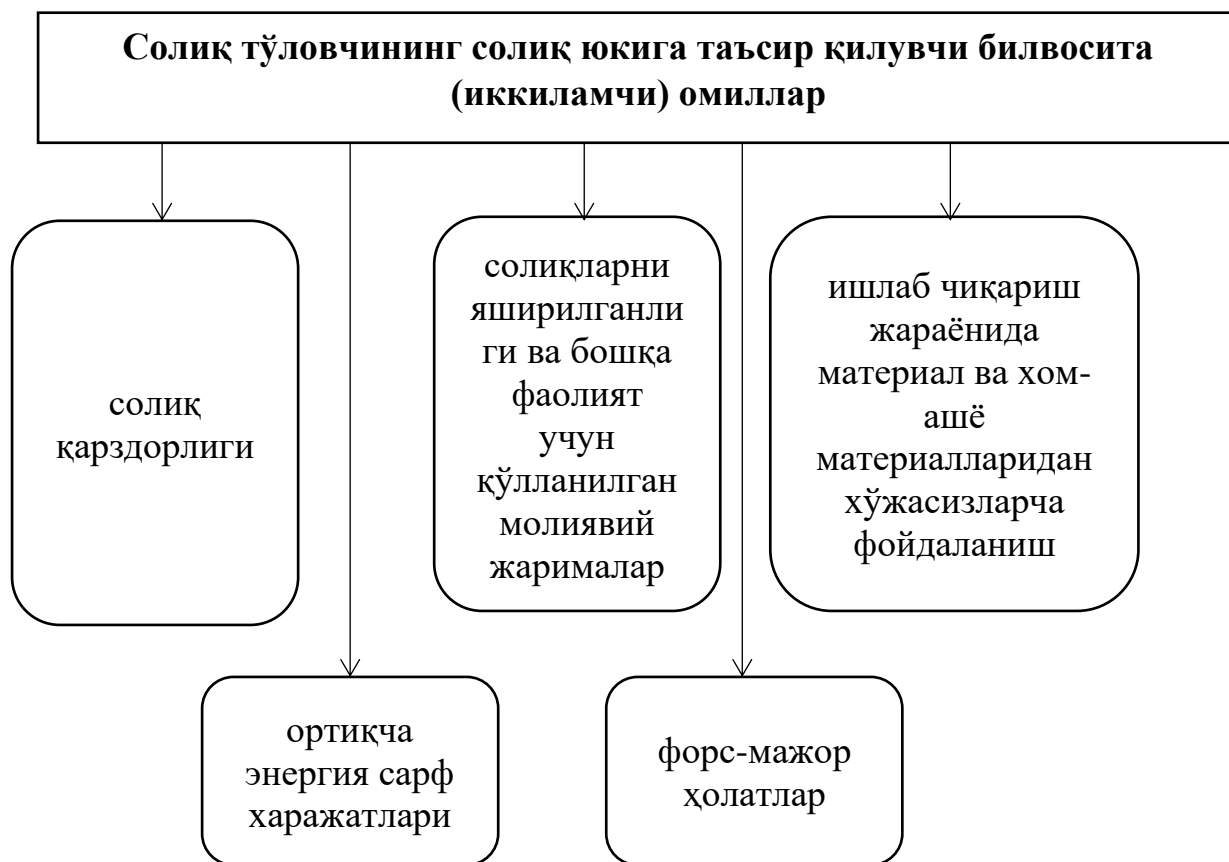 Солиқ тўловчининг солиқ юкига таъсир қилувчи билвосита
(иккиламчи) омиллар
солиқ
қарздорлиги
солиқларни
яширилганли
ги ва бошқа
фаолият
учун
қўлланилган
молиявий
жарималар
ишлаб чиқариш
жараёнида
материал ва хом-
ашё
материалларидан
хўжасизларча
фойдаланиш
ортиқча
энергия сарф
харажатлари
форс-мажор
ҳолатлар